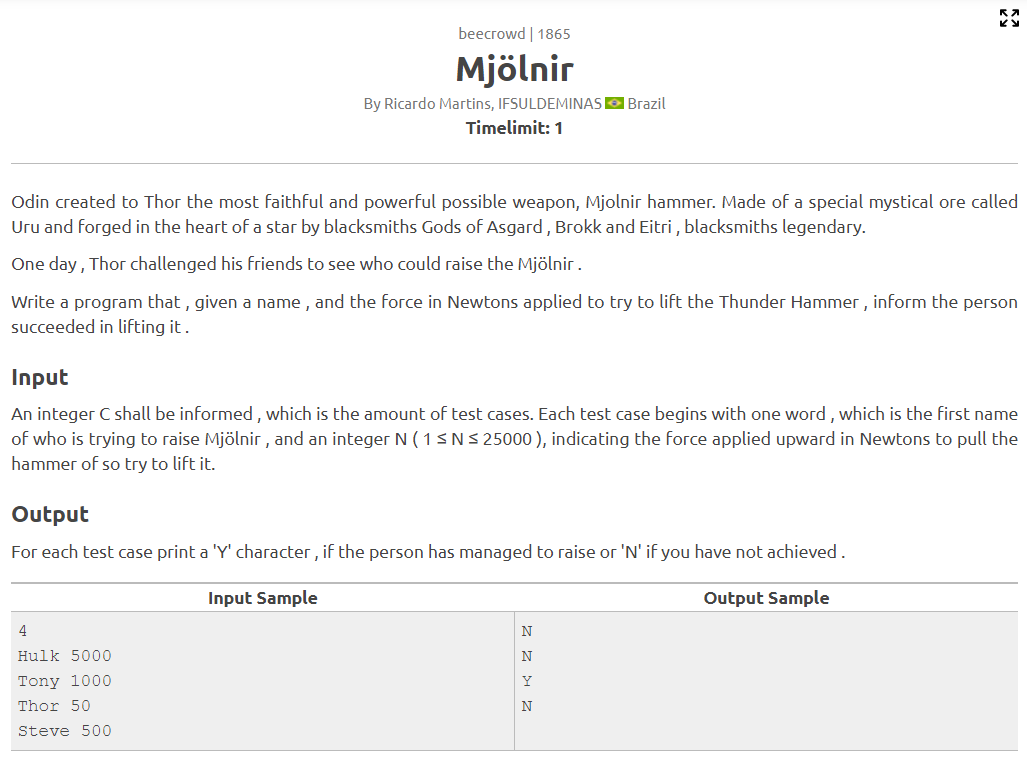 beecrowd | 1865
Mjölnir
By Ricardo Martins, IFSULDEMINAS Brazil
Timelimit: 1
Odin created to Thor the most faithful and powerful possible weapon, Mjolnir hammer. Made of a special mystical ore called
Uru and forged in the heart of a star by blacksmiths Gods of Asgard , Brokk and Eitri , blacksmiths legendary.
One day , Thor challenged his friends to see who could raise the Mjölnir .
Write a program that , given a name , and the force in Newtons applied to try to lift the Thunder Hammer , inform the person
succeeded in lifting it .
Input
An integer C shall be informed , which is the amount of test cases. Each test case begins with one word , which is the first name
of who is trying to raise Mjölnir , and an integer N ( 1 ≤ N ≤ 25000 ), indicating the force applied upward in Newtons to pull the
hammer of so try to lift it.
Output
For each test case print a 'Y' character , if the person has managed to raise or 'N' if you have not achieved .
Input Sample Output Sample
4 N
Hulk 5000 N
Tony 1000 Y
Thor 50 N
Steve 500